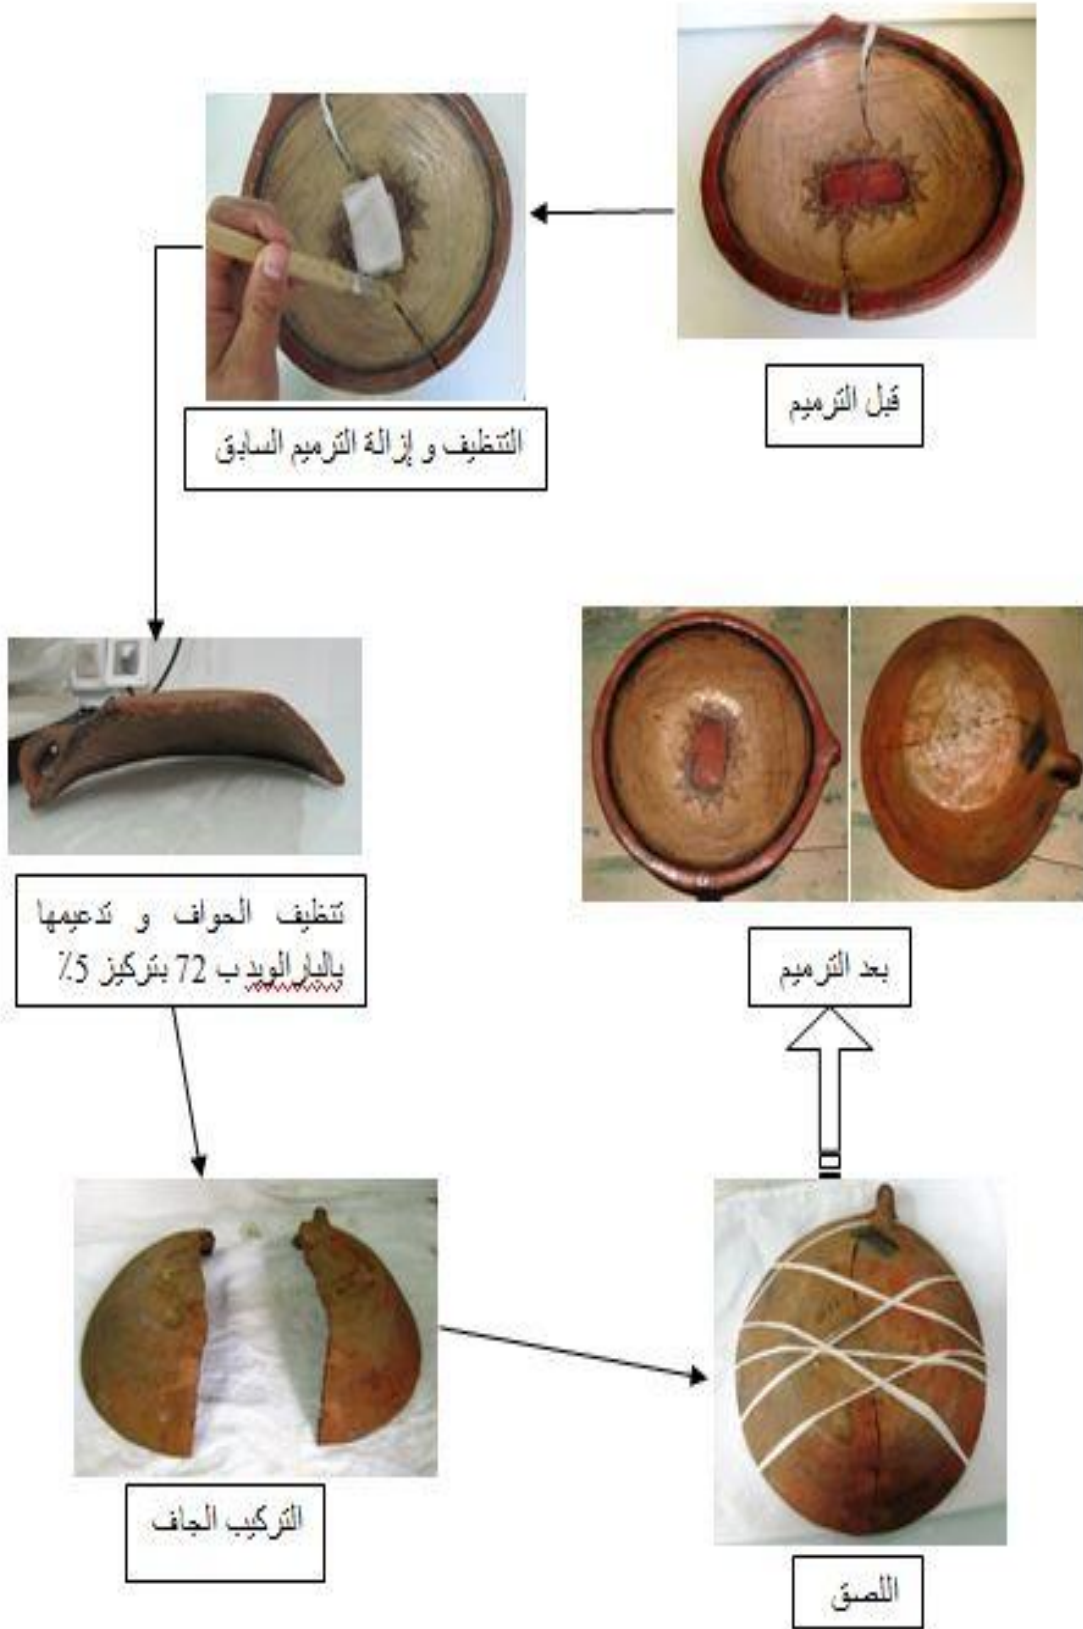 قبل الترميم
التنظيف و إزالة الترميم السابق
تنظيف الحواف و تدعيمها
بالبارالويد ب 72 بتركيز 5٪
التركيب الجاف
اللصق
بعد الترميم